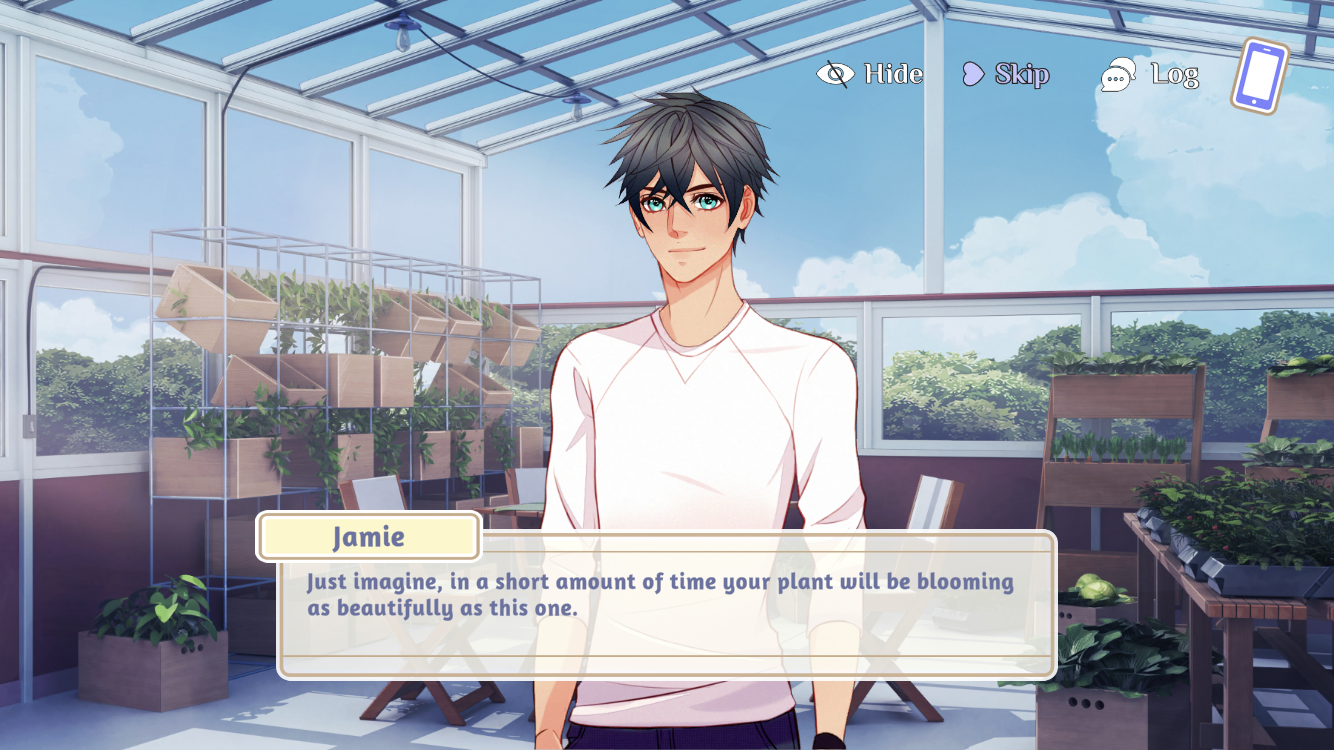 Hide
Skip
Log
Jamie
Just imagine, in a short amount of time your plant will be blooming
as beautifully as this one.